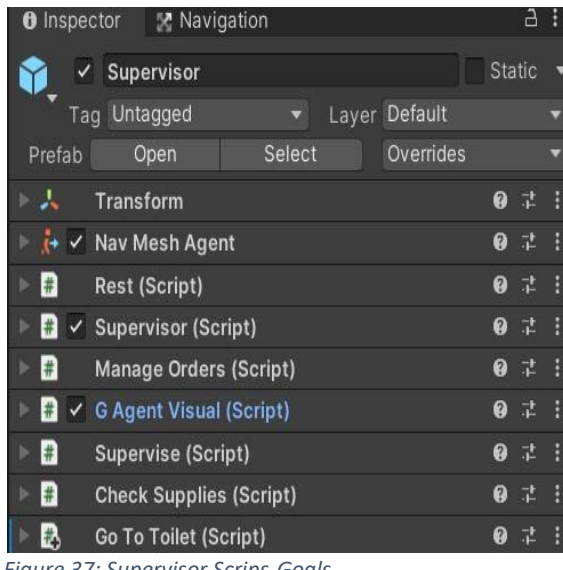 Inspector Navigation
Supervisor Static
Tag Untagged Layer Default
Prefab Open Select Overrides
Transform
Nav Mesh Agent
Rest (Script)
Supervisor (Script)
Manage Orders (Script)
G Agent Visual (Script)
Supervise (Script)
Check Supplies (Script)
Go To Toilet (Script)
Figure 37: Supervisor Scrips-Goals